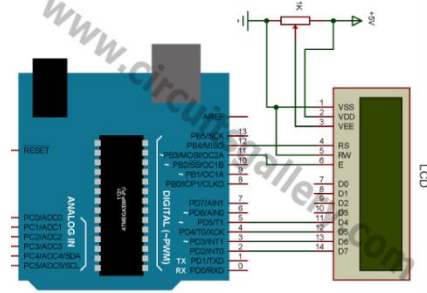 www.circuitsgallery.com
1K
+5V
LCD
1 VSS
2 VDD
3 VEE
4 RS
5 RW
6 E
7 D0
8 D1
9 D2
10 D3
11 D4
12 D5
13 D6
14 D7
RESET
AREF
PB5/SCK 13
PB4/MISO 12
~ PB3/MOSI/OC2A 11
~ PB2/SS/OC1B 10
~ PB1/OC1A 9
PB0/ICP1/CLKO 8
PD7/AIN1 7
~ PD6/AIN0 6
~ PD5/T1 5
PD4/T0/XCK 4
~ PD3/INT1 3
PD2/INT0 2
TX PD1/TXD 1
RX PD0/RXD 0
DIGITAL (~PWM)
ANALOG IN
PC0/ADC0
PC1/ADC1
PC2/ADC2
PC3/ADC3
PC4/ADC4/SDA
PC5/ADC5/SCL